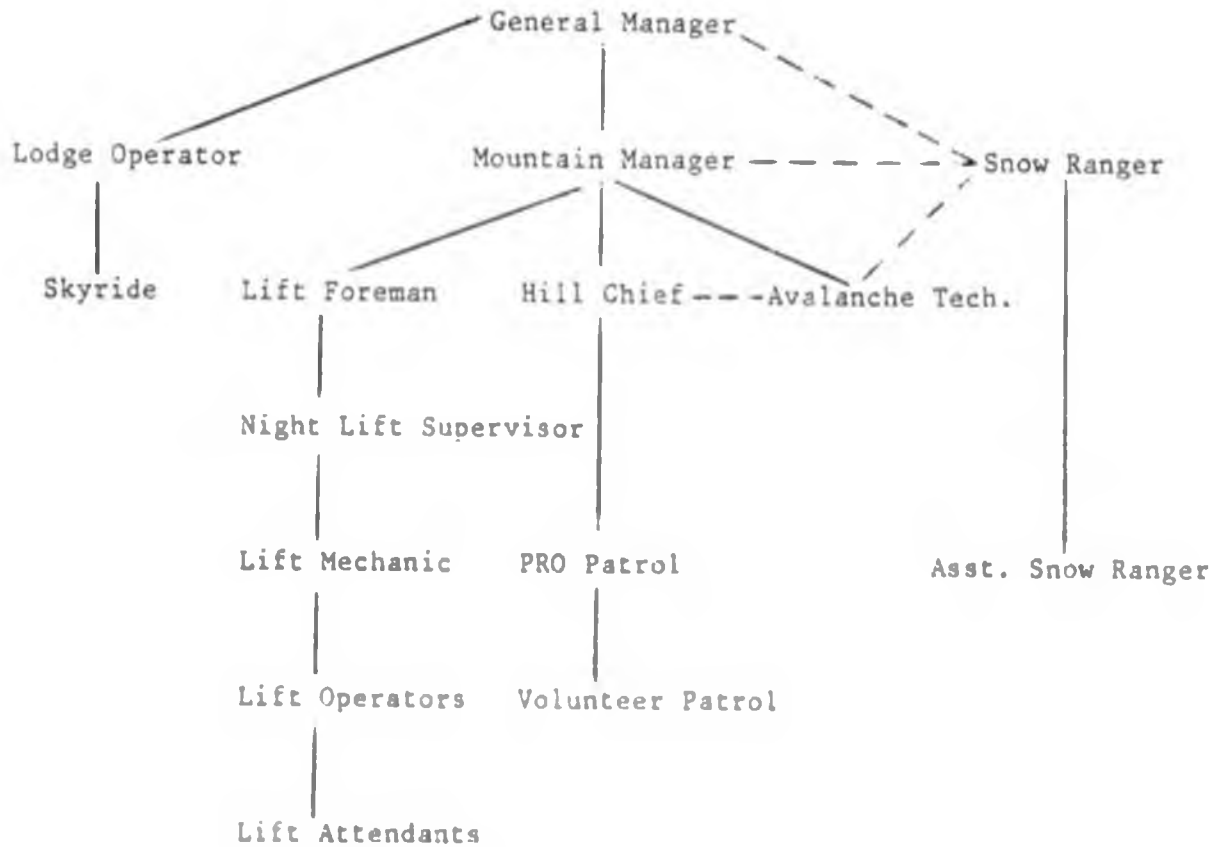 General Manager
Lodge Operator Mountain Manager Snow Ranger
Skyride Lift Foreman Hill Chief Avalanche Tech.
Night Lift Supervisor
Lift Mechanic PRO Patrol Asst. Snow Ranger
Lift Operators Volunteer Patrol
Lift Attendants